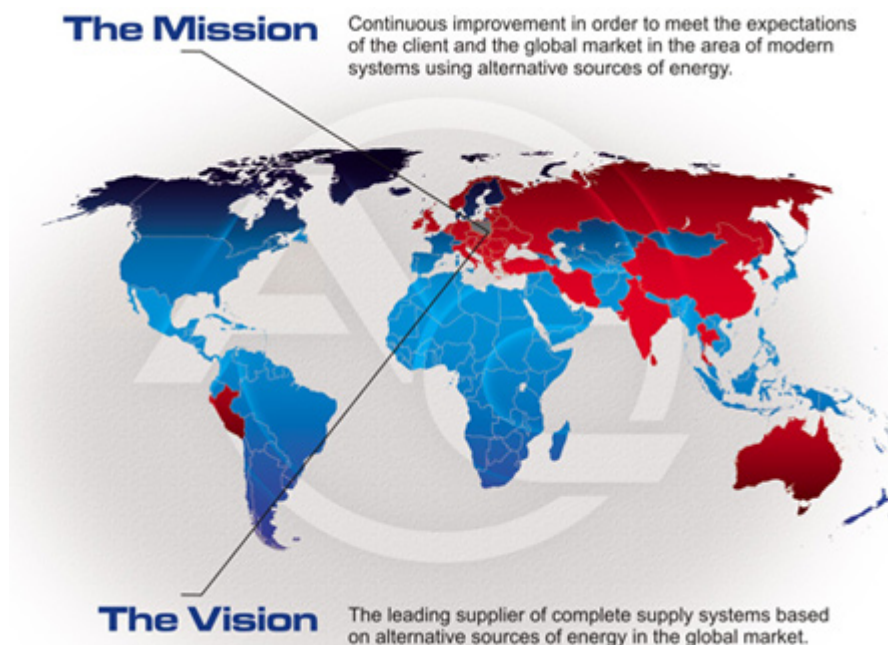 The Mission
Continuous improvement in order to meet the expectations
of the client and the global market in the area of modern
systems using alternative sources of energy.
The Vision
The leading supplier of complete supply systems based
on alternative sources of energy in the global market.